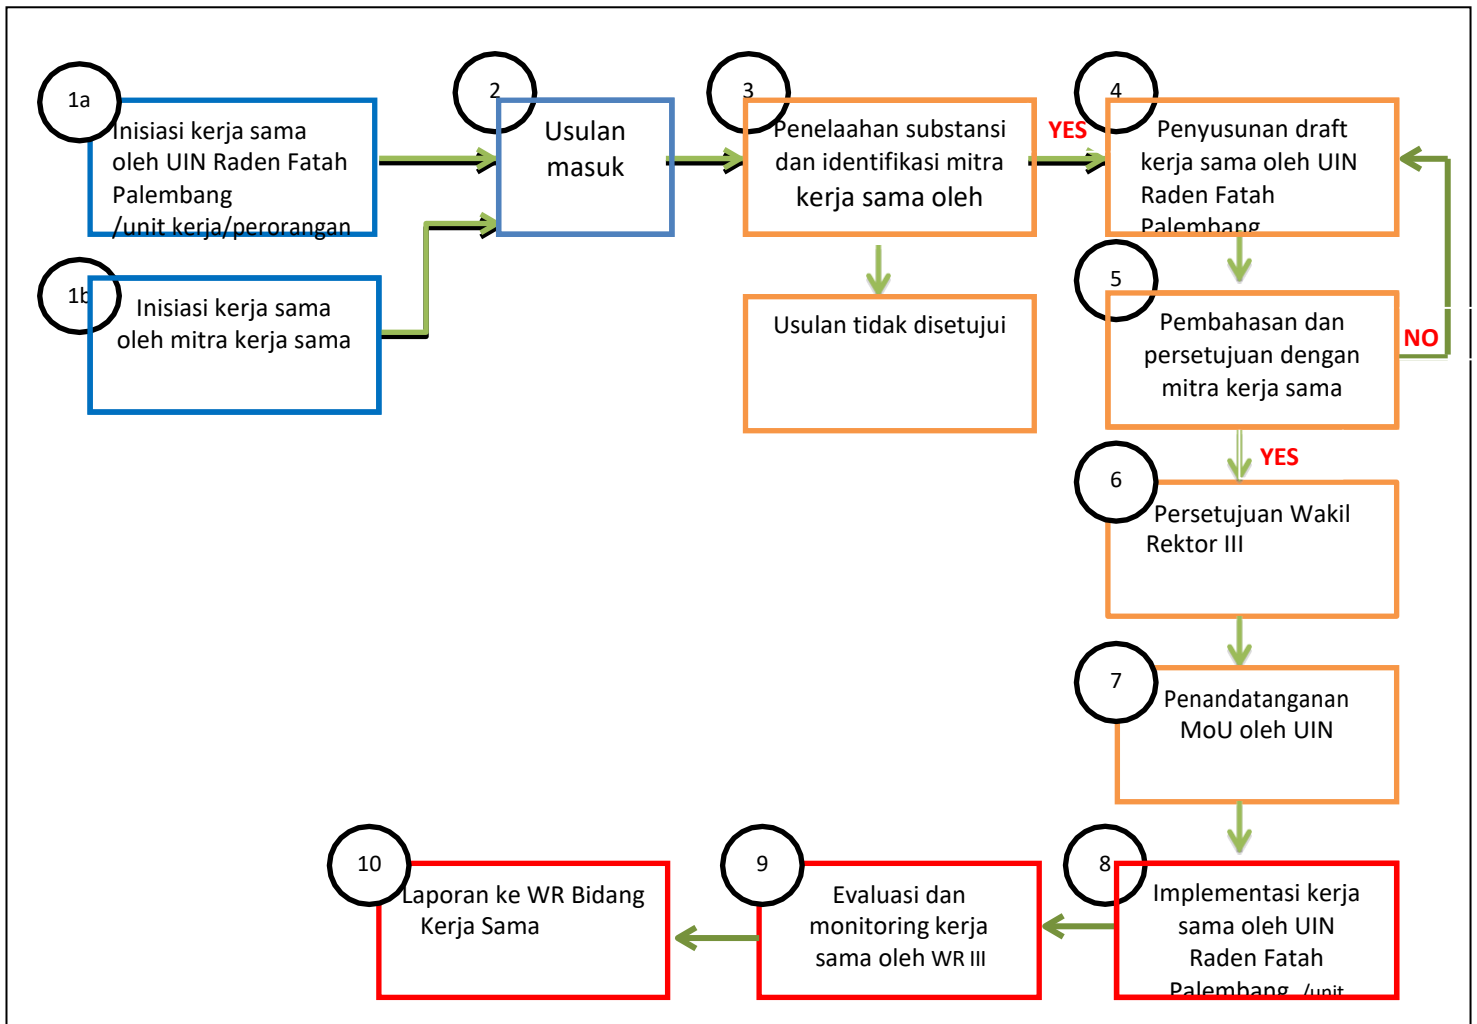 1a
Inisiasi kerja sama
oleh UIN Raden Fatah
Palembang
/unit kerja/perorangan
1b
Inisiasi kerja sama
oleh mitra kerja sama
2
Usulan
masuk
3
Penelaahan substansi
dan identifikasi mitra
kerja sama oleh
YES
Usulan tidak disetujui
4
Penyusunan draft
kerja sama oleh UIN
Raden Fatah
Palembang
5
Pembahasan dan
persetujuan dengan
mitra kerja sama
NO
YES
6
Persetujuan Wakil
Rektor III
7
Penandatanganan
MoU oleh UIN
8
Implementasi kerja
sama oleh UIN
Raden Fatah
Palembang /unit
9
Evaluasi dan
monitoring kerja
sama oleh WR III
10
Laporan ke WR Bidang
Kerja Sama